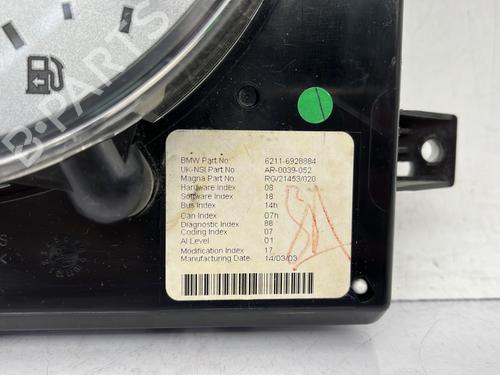 B-PARTS
BMW Part No 6211-6928884
UK-NSI Part No AR-0039-052
Magna Part No. RG/21453/020
Hardware Index 08
Software Index 18
Bus Index 14h
Can Index 07h
Diagnostic Index 88
Coding Index 07
AI Level 01
Modification Index 17
Manufacturing Date: 14/03/03